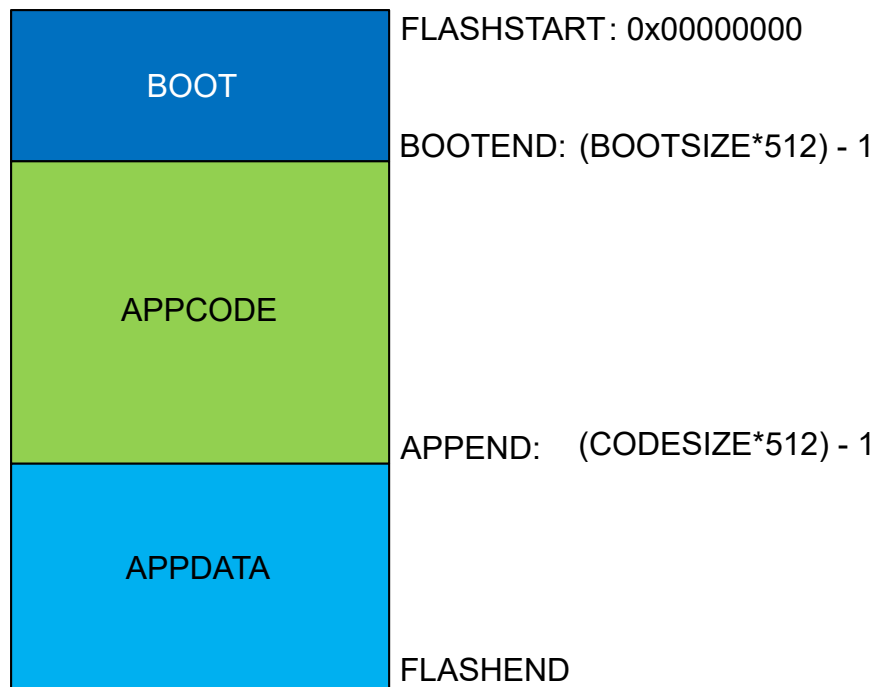 FLASHSTART: 0x00000000
BOOT
BOOTEND: (BOOTSIZE*512) - 1
APPCODE
APPEND: (CODESIZE*512) - 1
APPDATA
FLASHEND